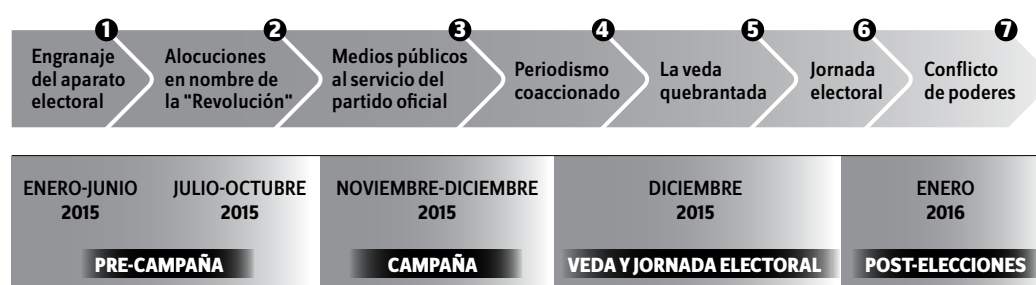 1
Engranaje
del aparato
electoral
2
Alocuciones
en nombre de
la "Revolución"
3
Medios públicos
al servicio del
partido oficial
4
Periodismo
coaccionado
5
La veda
quebrantada
6
Jornada
electoral
7
Conflicto
de poderes
ENERO-JUNIO
2015
JULIO-OCTUBRE
2015
PRE-CAMPAÑA
NOVIEMBRE-DICIEMBRE
2015
CAMPAÑA
DICIEMBRE
2015
VEDA Y JORNADA ELECTORAL
ENERO
2016
POST-ELECCIONES